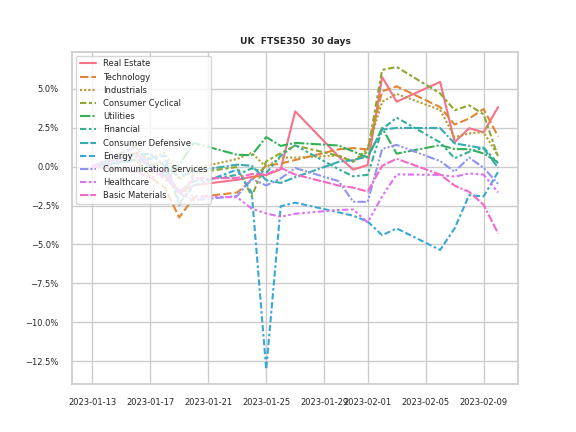 UK FTSE350 30 days
Real Estate
Technology
Industrials
Consumer Cyclical
Utilities
Financial
Consumer Defensive
Energy
Communication Services
Healthcare
Basic Materials
5.0%
2.5%
0.0%
−2.5%
−5.0%
−7.5%
−10.0%
−12.5%
2023-01-13 2023-01-17 2023-01-21 2023-01-25 2023-01-29 2023-02-01 2023-02-05 2023-02-09